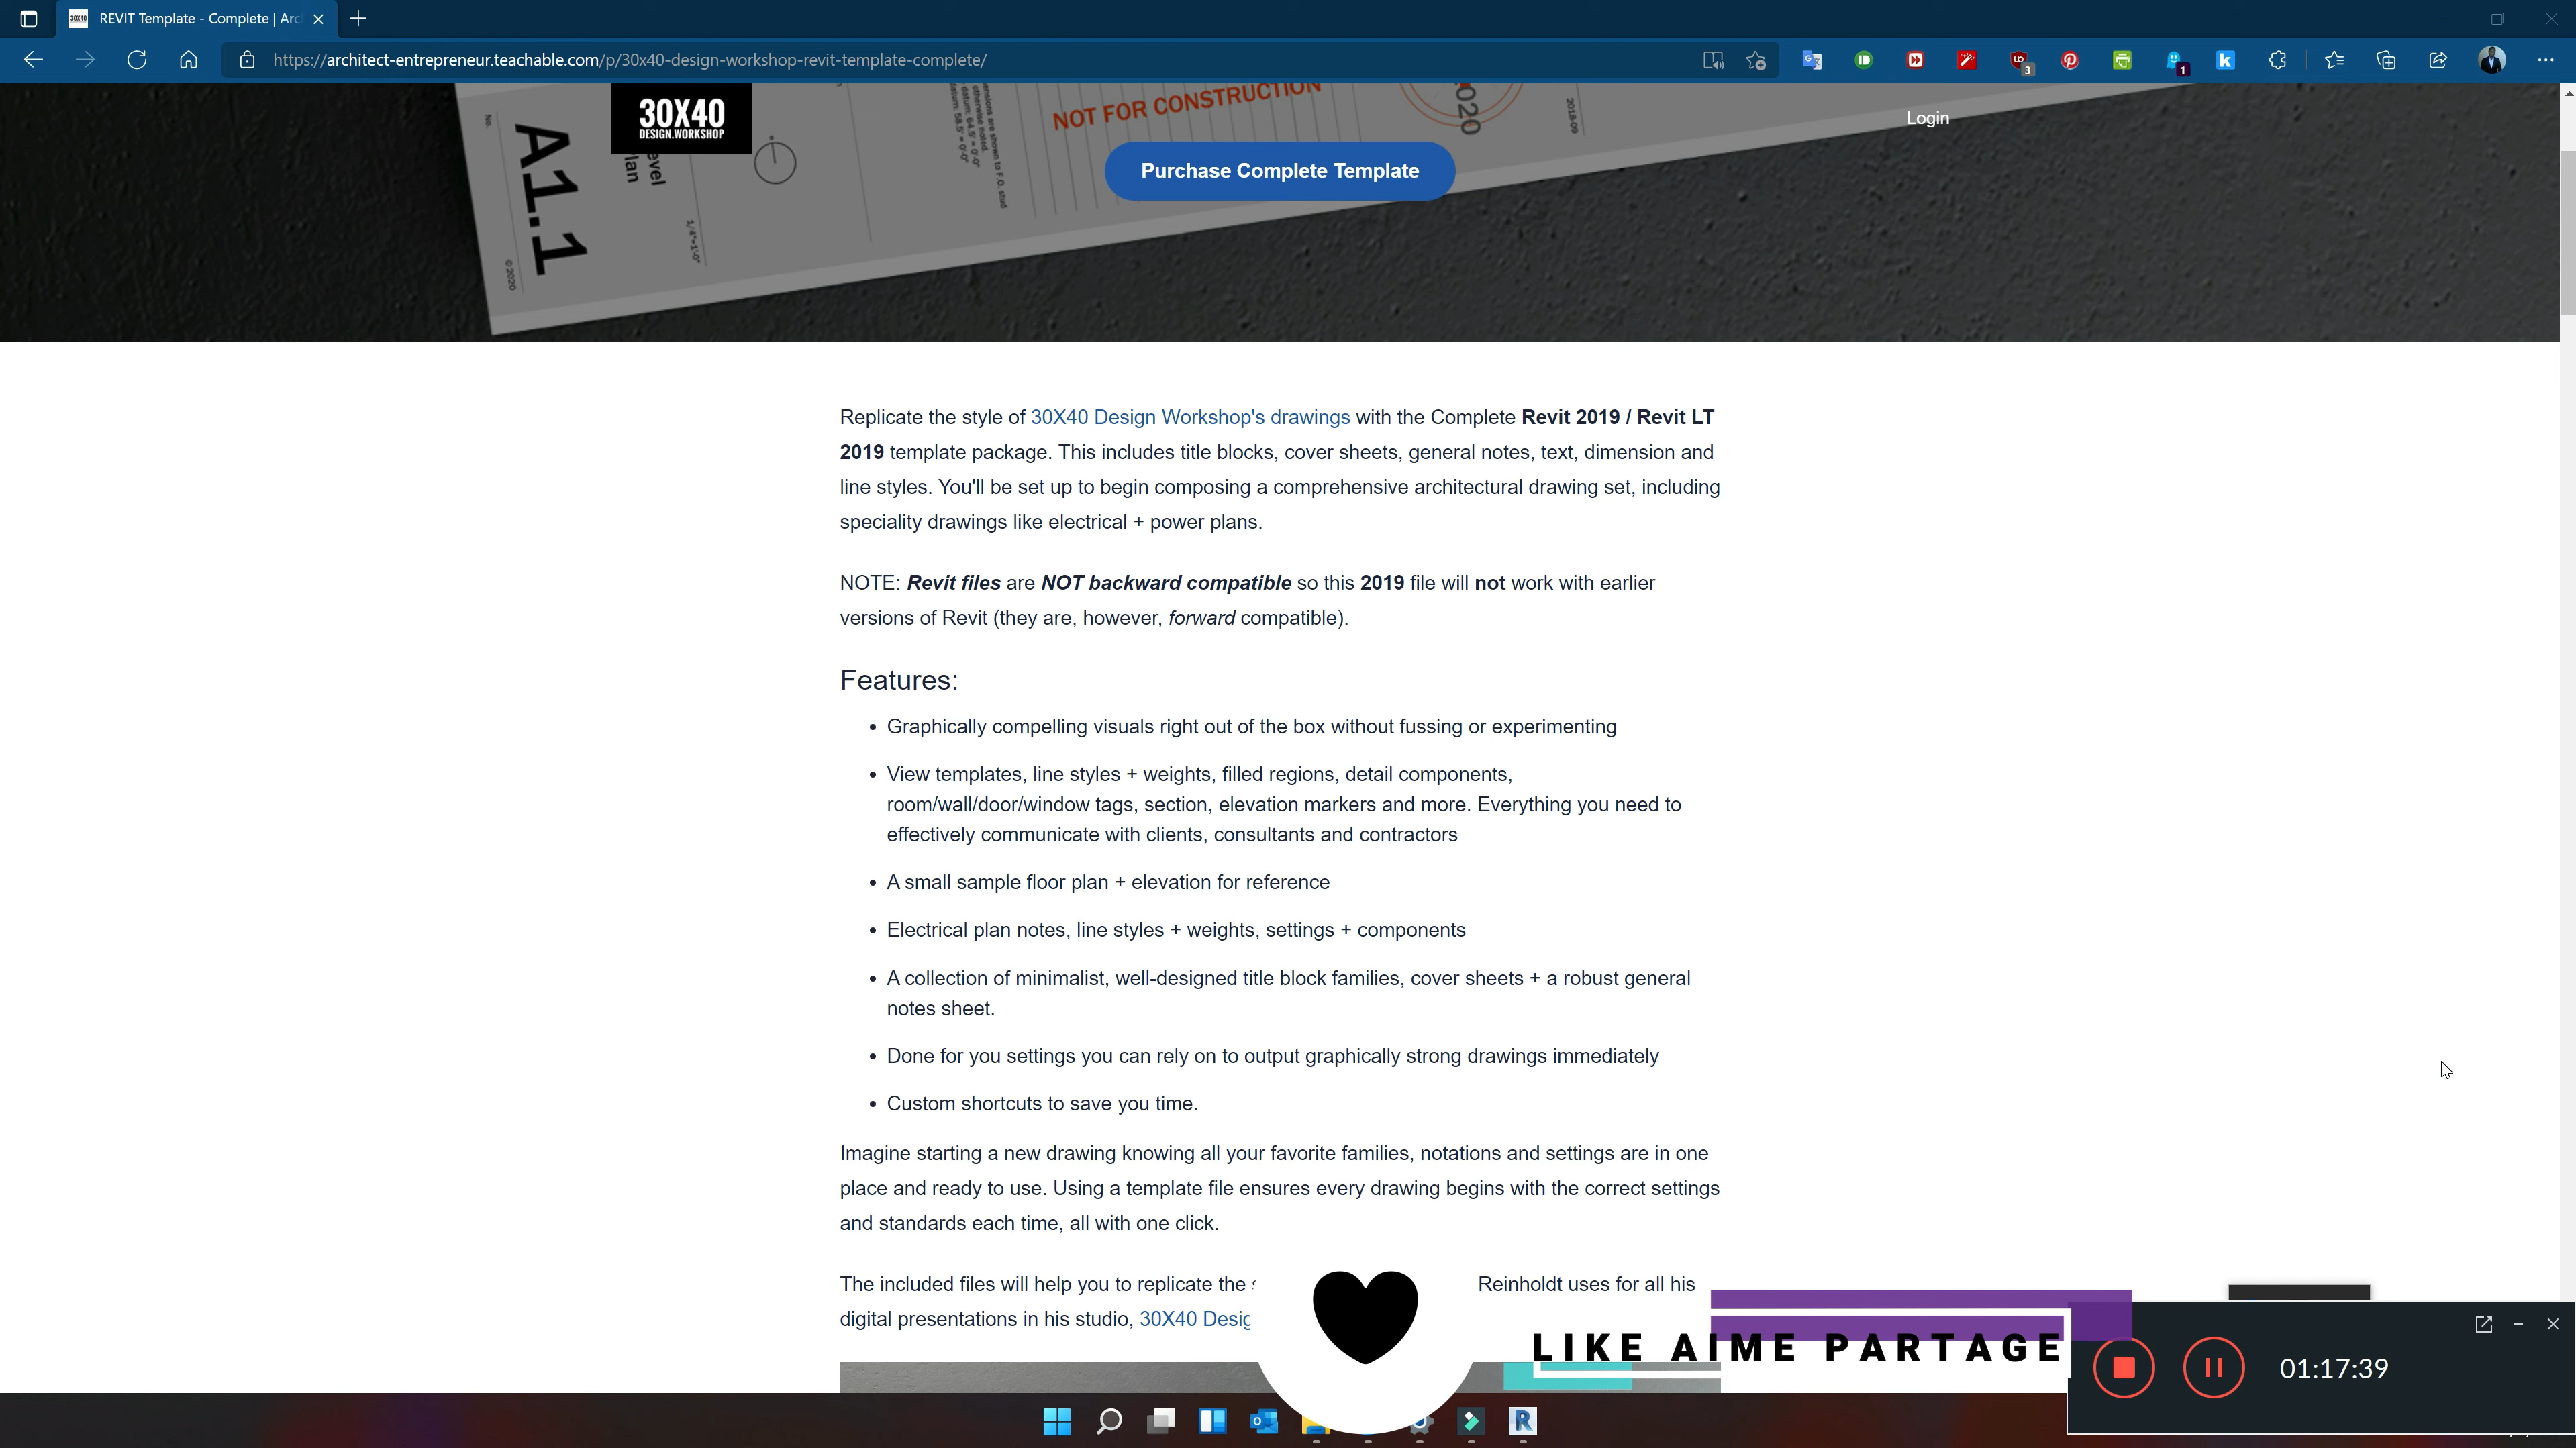 REVIT Template - Complete | Arc
https://architect-entrepreneur.teachable.com/p/30x40-design-workshop-revit-template-complete/
3
1
30X40
DESIGN.WORKSHOP
Login
NOT FOR CONSTRUCTION
Purchase Complete Template
A1.1
No.
evel
Plan
1/4"=1'-0"
©2020
2018-09
Replicate the style of 30X40 Design Workshop's drawings with the Complete Revit 2019 / Revit LT
2019 template package. This includes title blocks, cover sheets, general notes, text, dimension and
line styles. You'll be set up to begin composing a comprehensive architectural drawing set, including
speciality drawings like electrical + power plans.
NOTE: Revit files are NOT backward compatible so this 2019 file will not work with earlier
versions of Revit (they are, however, forward compatible).
Features:
• Graphically compelling visuals right out of the box without fussing or experimenting
• View templates, line styles + weights, filled regions, detail components,
room/wall/door/window tags, section, elevation markers and more. Everything you need to
effectively communicate with clients, consultants and contractors
• A small sample floor plan + elevation for reference
• Electrical plan notes, line styles + weights, settings + components
• A collection of minimalist, well-designed title block families, cover sheets + a robust general
notes sheet.
• Done for you settings you can rely on to output graphically strong drawings immediately
• Custom shortcuts to save you time.
Imagine starting a new drawing knowing all your favorite families, notations and settings are in one
place and ready to use. Using a template file ensures every drawing begins with the correct settings
and standards each time, all with one click.
The included files will help you to replicate the Reinholdt uses for all his
digital presentations in his studio, 30X40 Desig
LIKE AIME PARTAGE
01:17:39